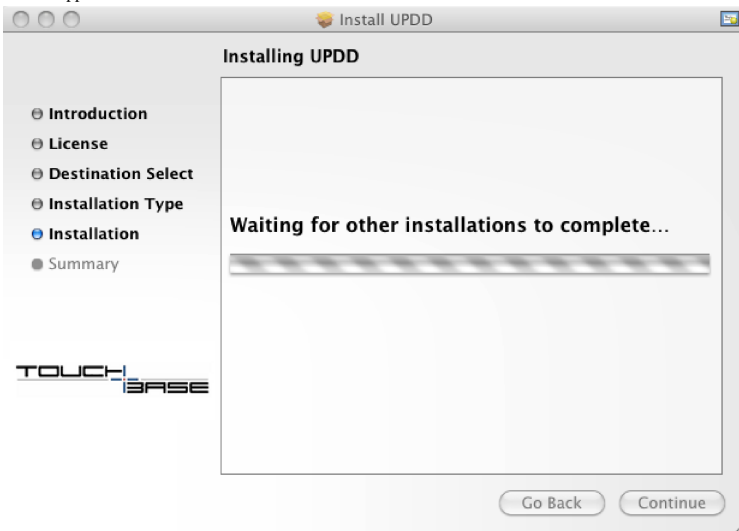 Install UPDD
Installing UPDD
Introduction
License
Destination Select
Installation Type
Installation
Summary
Waiting for other installations to complete...
TOUCH
BASE
Go Back
Continue